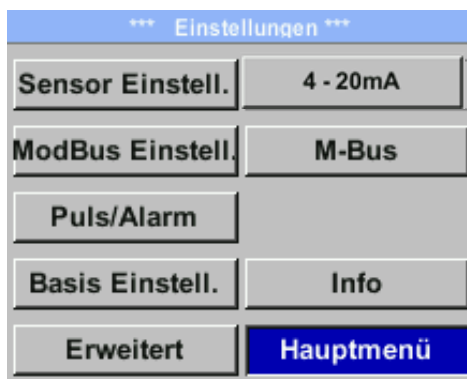 *** Einstellungen ***
Sensor Einstell. 4 - 20mA
ModBus Einstell. M-Bus
Puls/Alarm
Basis Einstell. Info
Erweitert Hauptmenü